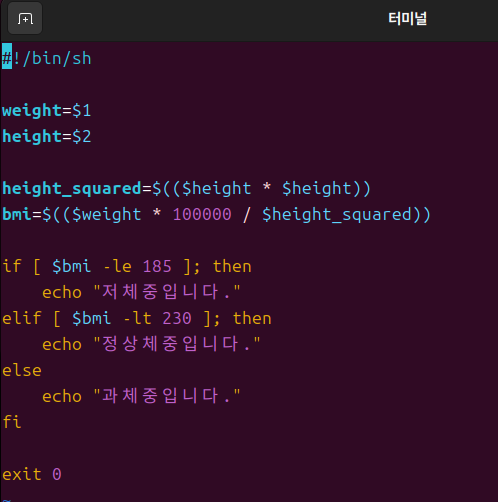 터미널
#!/bin/sh
weight=$1
height=$2
height_squared=$(($height * $height))
bmi=$(($weight * 100000 / $height_squared))
if [ $bmi -le 185 ]; then
    echo "저체중입니다."
elif [ $bmi -lt 230 ]; then
    echo "정상체중입니다."
else
    echo "과체중입니다."
fi
exit 0
~